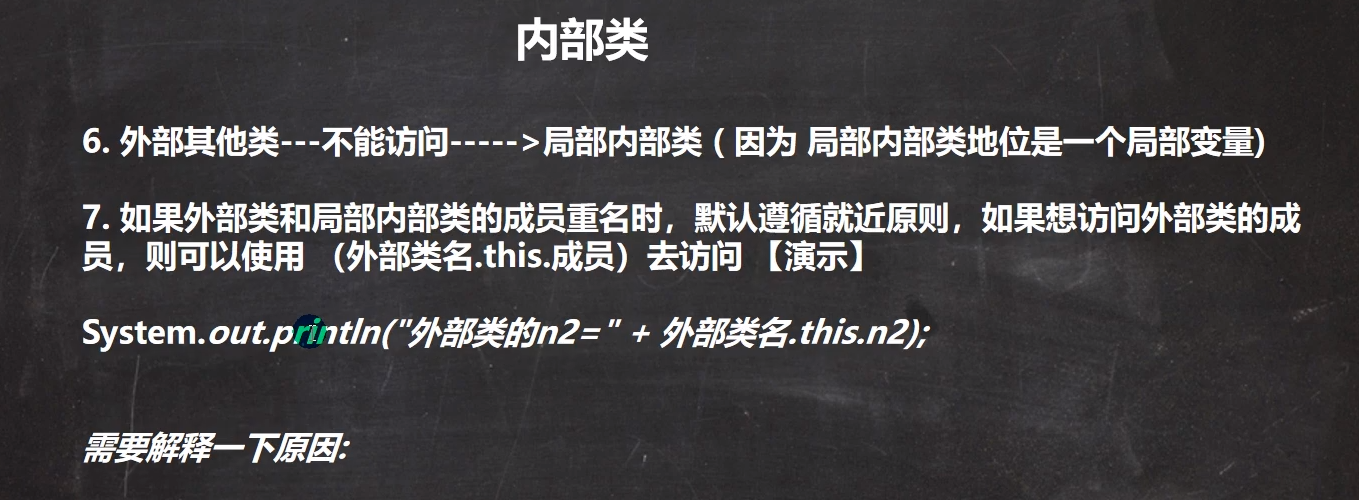 内部类
6. 外部其他类---不能访问----->局部内部类 ( 因为 局部内部类地位是一个局部变量)
7. 如果外部类和局部内部类的成员重名时，默认遵循就近原则，如果想访问外部类的成
员，则可以使用 （外部类名.this.成员）去访问 【演示】
System.out.println("外部类的n2=" + 外部类名.this.n2);
需要解释一下原因: